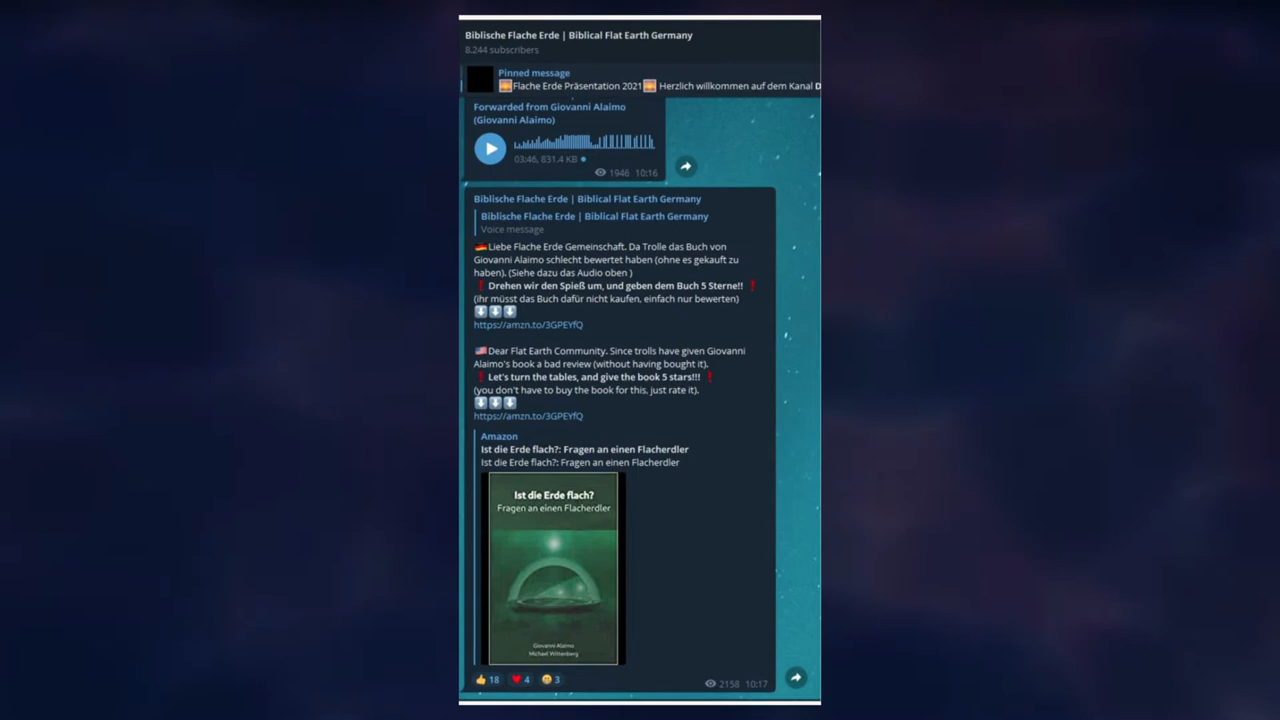 Biblische Flache Erde | Biblical Flat Earth Germany
8.244 subscribers
Pinned message
🌅Flache Erde Präsentation 2021🌅 Herzlich willkommen auf dem Kanal D
Forwarded from Giovanni Alaimo
(Giovanni Alaimo)
03:46, 831.4 KB
1946 10:16
Biblische Flache Erde | Biblical Flat Earth Germany
Biblische Flache Erde | Biblical Flat Earth Germany
Voice message
🇩🇪Liebe Flache Erde Gemeinschaft. Da Trolle das Buch von
Giovanni Alaimo schlecht bewertet haben (ohne es gekauft zu
haben). (Siehe dazu das Audio oben )
❗Drehen wir den Spieß um, und geben dem Buch 5 Sterne!! ❗
(ihr müsst das Buch dafür nicht kaufen, einfach nur bewerten)
⬇⬇⬇
https://amzn.to/3GPEYfQ
🇺🇸Dear Flat Earth Community. Since trolls have given Giovanni
Alaimo's book a bad review (without having bought it).
❗Let's turn the tables, and give the book 5 stars!!! ❗
(you don't have to buy the book for this, just rate it).
⬇⬇⬇
https://amzn.to/3GPEYfQ
Amazon
Ist die Erde flach?: Fragen an einen Flacherdler
Ist die Erde flach?: Fragen an einen Flacherdler
Ist die Erde flach?
Fragen an einen Flacherdler
Giovanni Alaimo
Michael Wittenberg
👍 18 ❤ 4 😁 3
2158 10:17